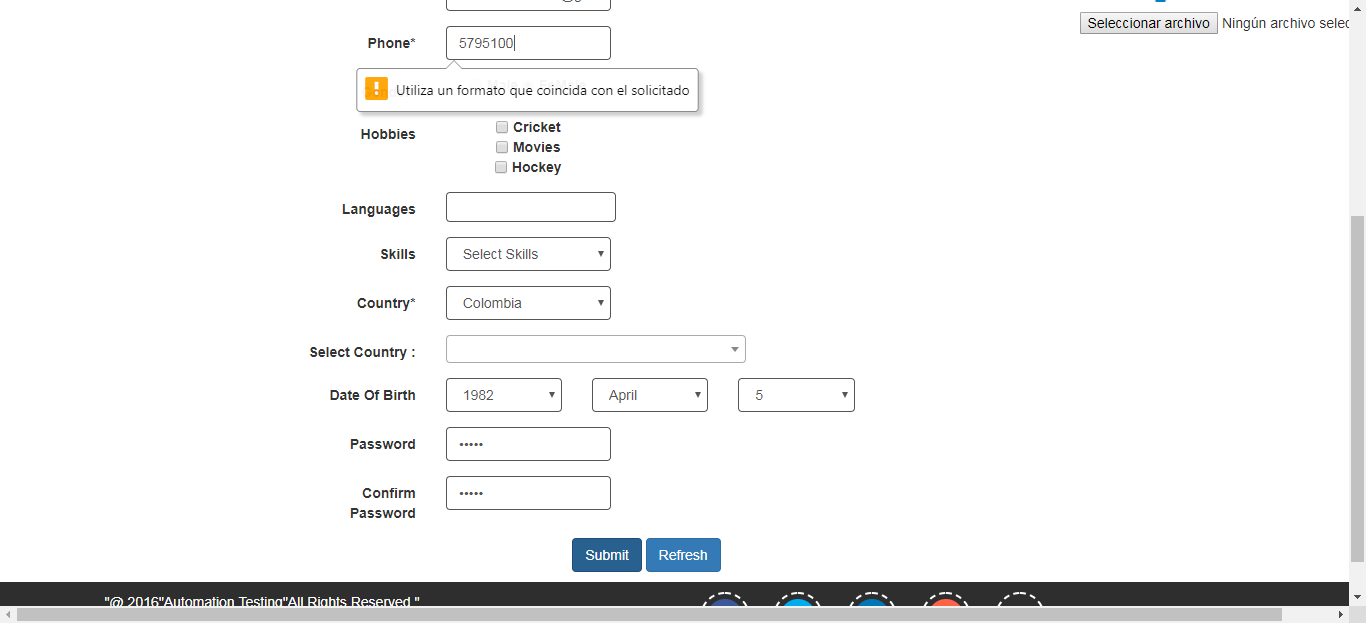 Seleccionar archivo Ningún archivo selec
Phone* 5795100
Utiliza un formato que coincida con el solicitado
Hobbies
Cricket
Movies
Hockey
Languages
Skills Select Skills
Country* Colombia
Select Country :
Date Of Birth 1982 April 5
Password •••••
Confirm Password •••••
Submit Refresh
"@ 2016"Automation Testing"All Rights Reserved "